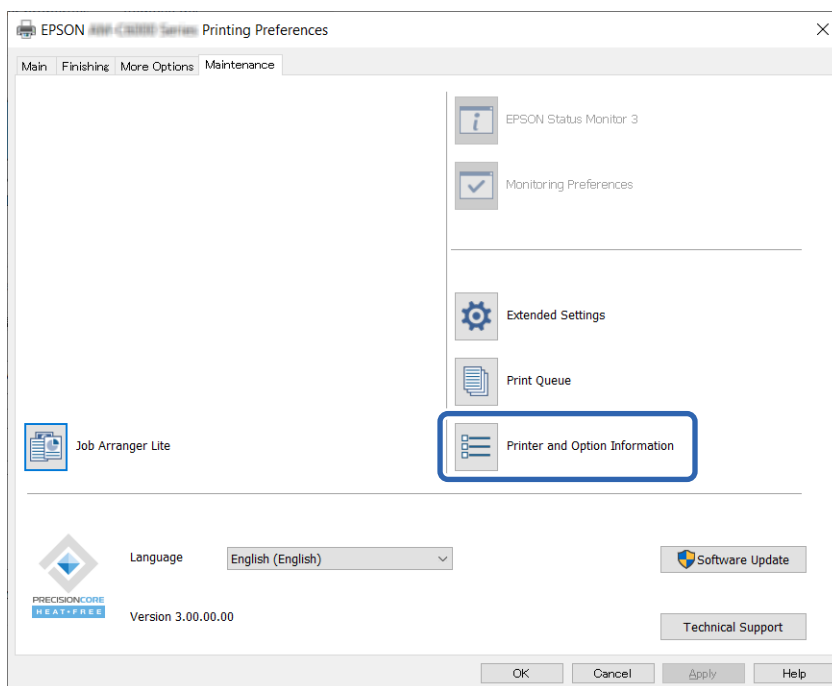 EPSON Series Printing Preferences
Main Finishing More Options Maintenance
EPSON Status Monitor 3
Monitoring Preferences
Extended Settings
Print Queue
Job Arranger Lite
Printer and Option Information
Language English (English) Software Update
PRECISIONCORE
HEAT-FREE
Version 3.00.00.00
Technical Support
OK Cancel Apply Help